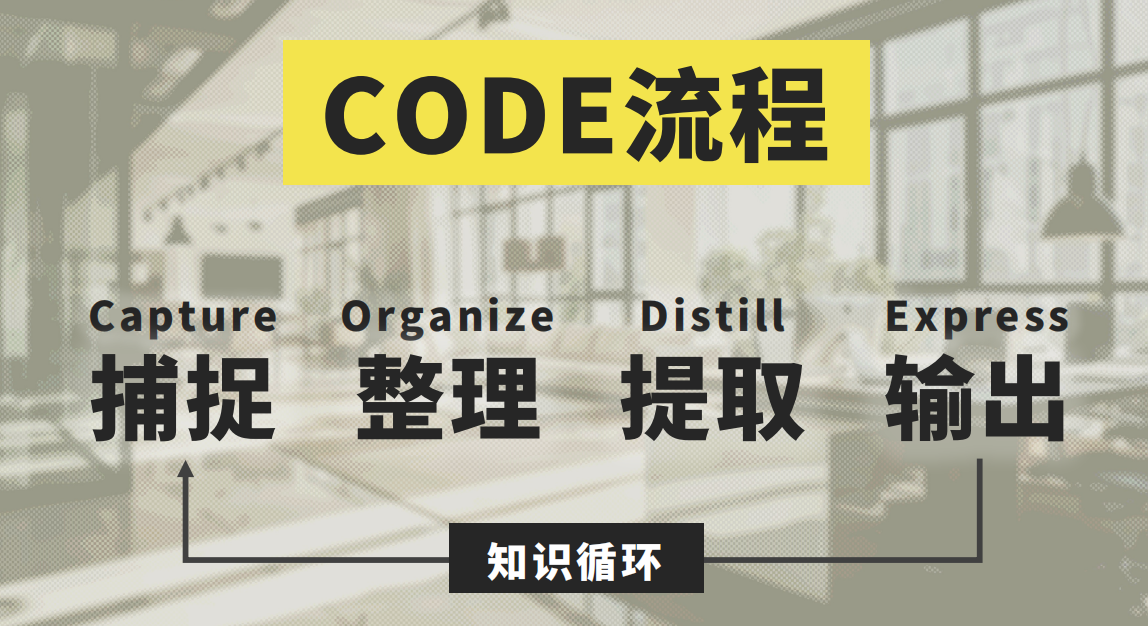 CODE流程
Capture Organize Distill Express
捕捉 整理 提取 输出
知识循环